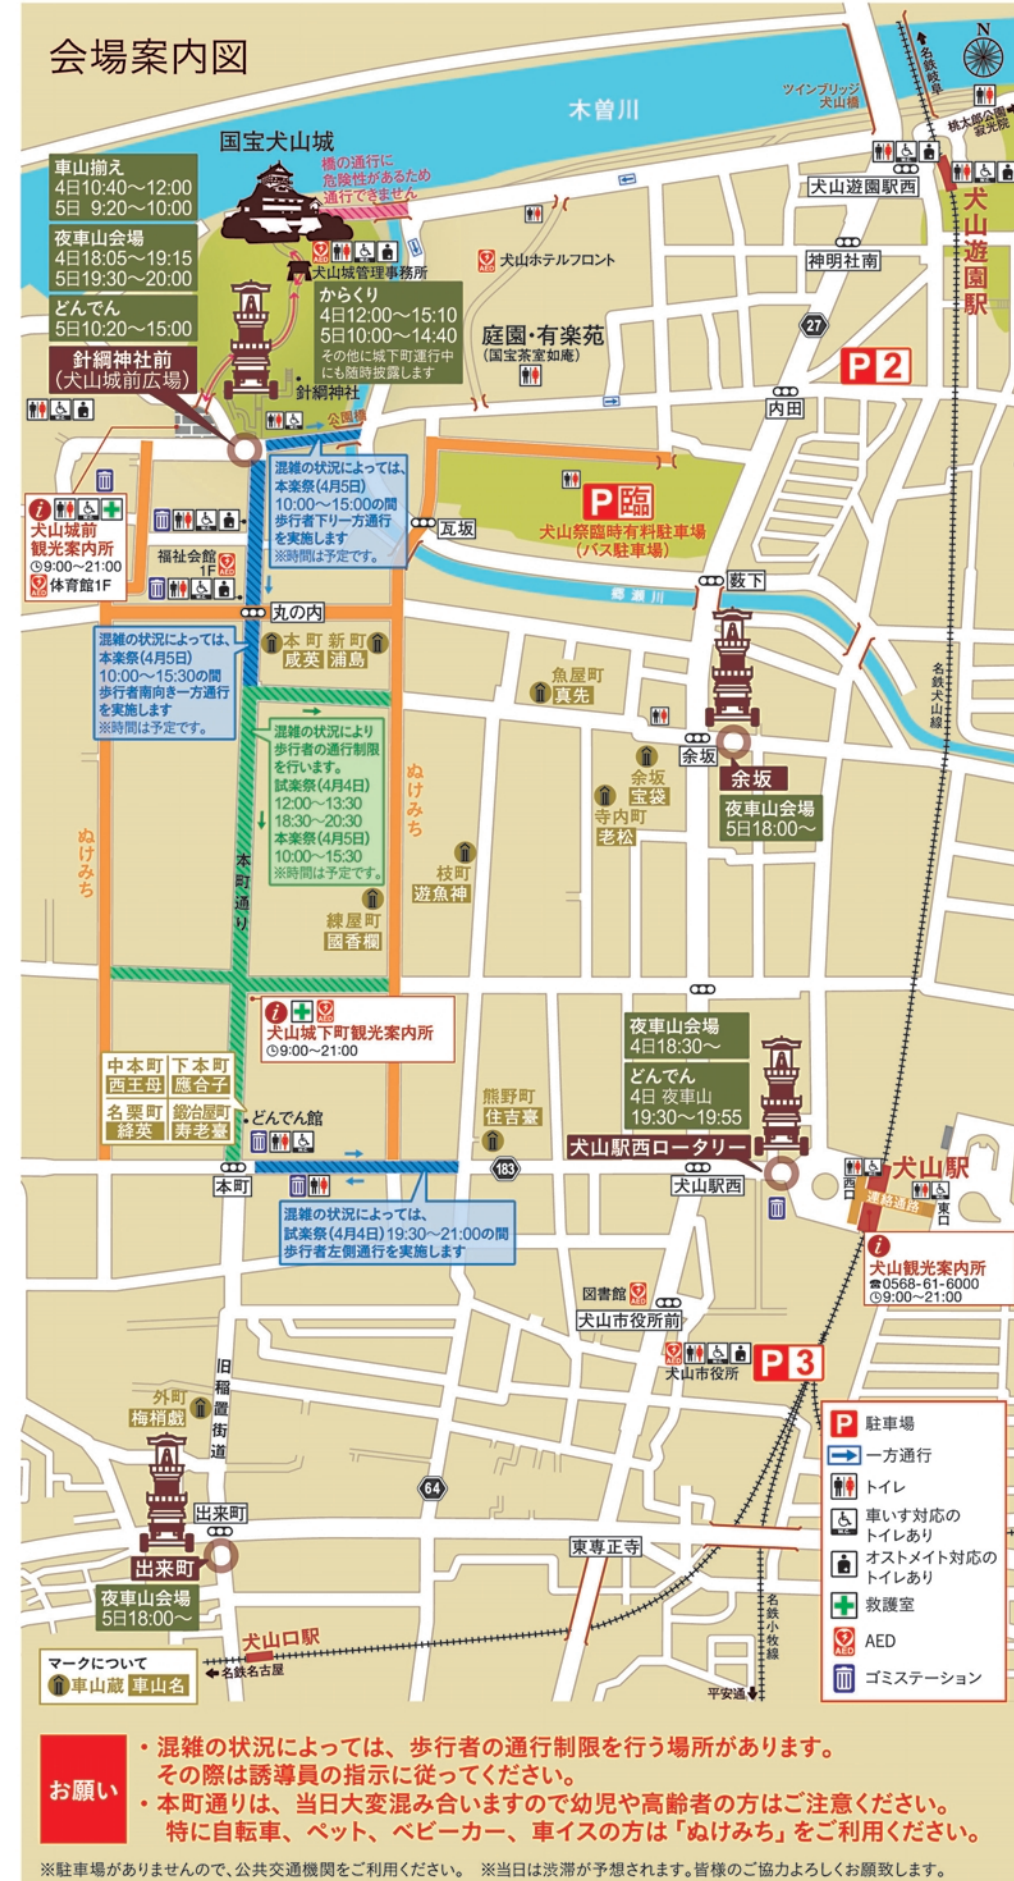 会場案内図
N
名鉄岐阜
ツインブリッジ
犬山橋
木曽川
桃太郎公園
寂光院
国宝犬山城
橋の通行に
危険性があるため
通行できません
車山揃え
4日10:40～12:00
5日 9:20～10:00
夜車山会場
4日18:05～19:15
5日19:30～20:00
どんでん
5日10:20～15:00
針綱神社前
(犬山城前広場)
犬山遊園駅西
犬山遊園駅
神明社南
AED
犬山城管理事務所
AED
犬山ホテルフロント
からくり
4日12:00～15:10
5日10:00～14:40
その他に城下町運行中
にも随時披露します
針綱神社
庭園・有楽苑
(国宝茶室如庵)
27
P2
内田
公園橋
混雑の状況によっては、
本楽祭(4月5日)
10:00～15:00の間
歩行者下り一方通行
を実施します
※時間は予定です。
P臨
犬山祭臨時有料駐車場
(バス駐車場)
瓦坂
犬山城前
観光案内所
9:00～21:00
AED
体育館1F
福祉会館
1F
AED
薮下
郷瀬川
丸の内
混雑の状況によっては、
本楽祭(4月5日)
10:00～15:30の間
歩行者南向き一方通行
を実施します
※時間は予定です。
本町
咸英
新町
浦島
魚屋町
真先
名鉄犬山線
余坂
余坂
夜車山会場
5日18:00～
余坂
宝袋
寺内町
老松
混雑の状況により
歩行者の通行制限
を行います。
試楽祭(4月4日)
12:00～13:30
18:30～20:30
本楽祭(4月5日)
10:00～15:30
※時間は予定です。
ぬけみち
ぬけみち
本町通り
枝町
遊魚神
練屋町
國香欄
AED
犬山城下町観光案内所
9:00～21:00
夜車山会場
4日18:30～
どんでん
4日 夜車山
19:30～19:55
犬山駅西ロータリー
中本町
西王母
下本町
應合子
名栗町
縫英
鍛冶屋町
寿老臺
どんでん館
熊野町
住吉臺
183
本町
犬山駅西
犬山駅
西口
連絡通路
東口
混雑の状況によっては、
試楽祭(4月4日)19:30～21:00の間
歩行者左側通行を実施します
犬山観光案内所
☎0568-61-6000
9:00～21:00
図書館
AED
犬山市役所前
AED
犬山市役所
P3
旧稲置街道
外町
梅梢戯
64
出来町
出来町
夜車山会場
5日18:00～
東専正寺
犬山口駅
名鉄名古屋
名鉄小牧線
平安通
P
駐車場
一方通行
トイレ
車いす対応の
トイレあり
オストメイト対応の
トイレあり
救護室
AED
AED
ゴミステーション
マークについて
車山蔵
車山名
お願い
・混雑の状況によっては、歩行者の通行制限を行う場所があります。
その際は誘導員の指示に従ってください。
・本町通りは、当日大変混み合いますので幼児や高齢者の方はご注意ください。
特に自転車、ペット、ベビーカー、車イスの方は「ぬけみち」をご利用ください。
※駐車場がありませんので、公共交通機関をご利用ください。 ※当日は渋滞が予想されます。皆様のご協力よろしくお願致します。